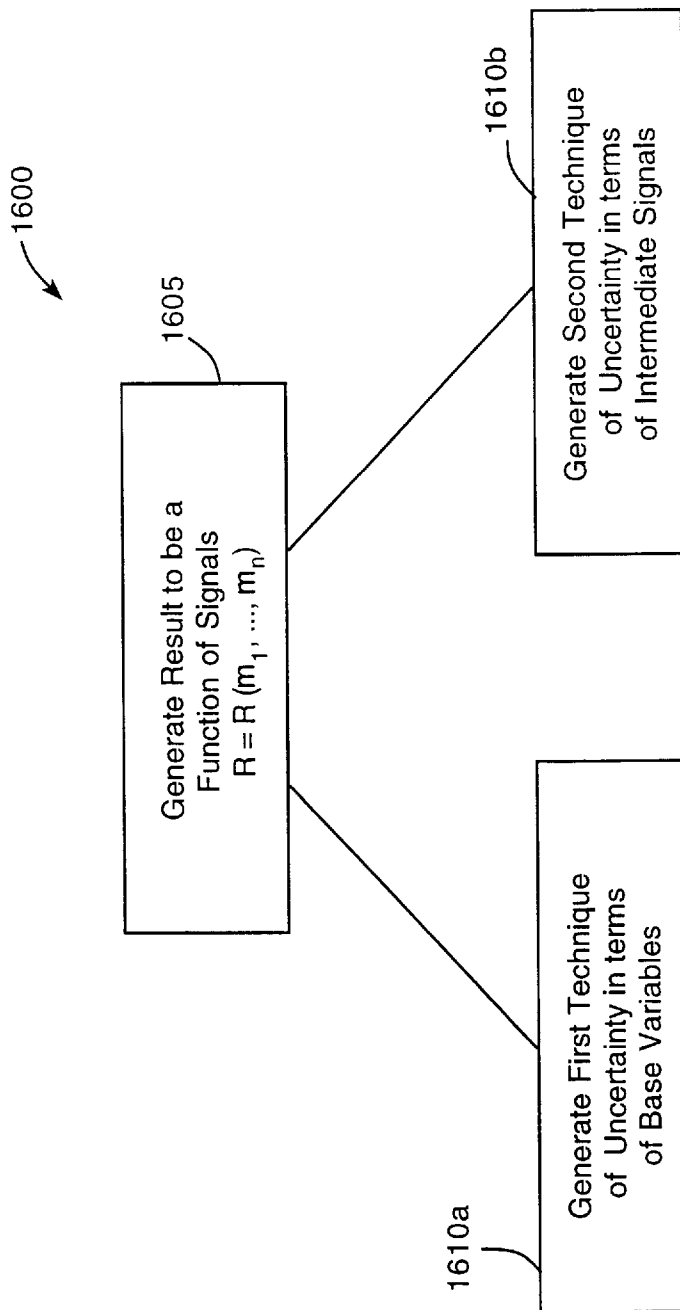 1600
1605
Generate Result to be a
Function of Signals
R = R (m₁, ..., mₙ)
1610a
Generate First Technique
of Uncertainty in terms
of Base Variables
1610b
Generate Second Technique
of Uncertainty in terms
of Intermediate Signals